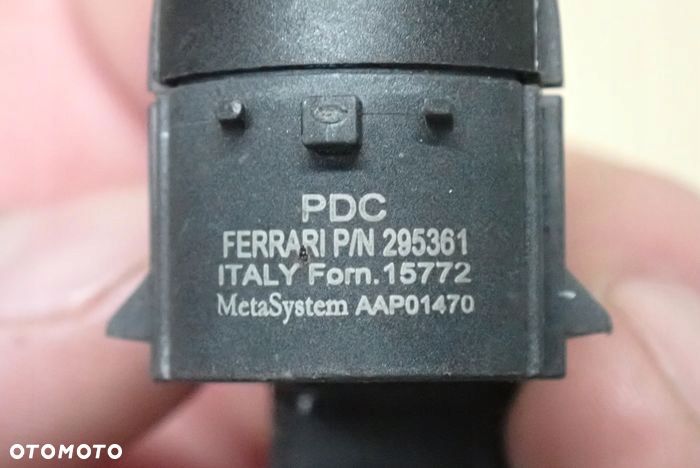 PDC
FERRARI P/N 295361
ITALY Forn.15772
MetaSystem AAP01470
OTOMOTO